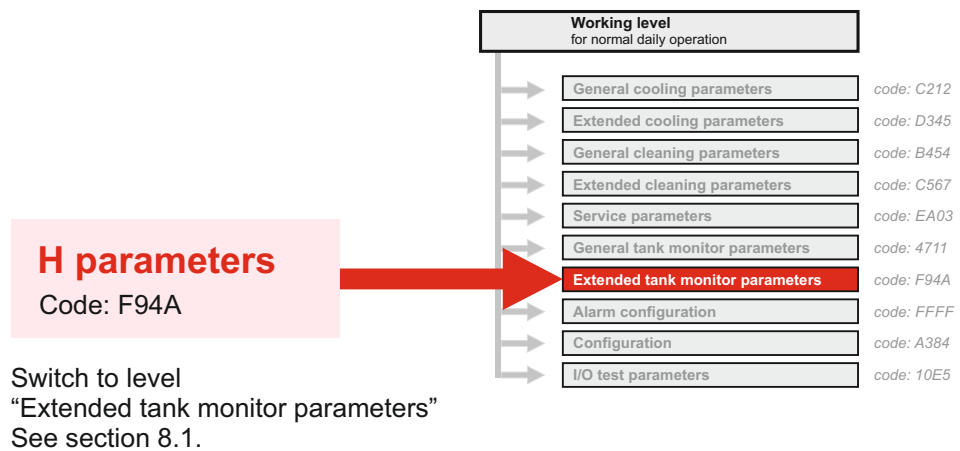 Working level
for normal daily operation
General cooling parameters code: C212
Extended cooling parameters code: D345
General cleaning parameters code: B454
Extended cleaning parameters code: C567
Service parameters code: EA03
General tank monitor parameters code: 4711
Extended tank monitor parameters code: F94A
Alarm configuration code: FFFF
Configuration code: A384
I/O test parameters code: 10E5
H parameters
Code: F94A
Switch to level
“Extended tank monitor parameters”
See section 8.1.